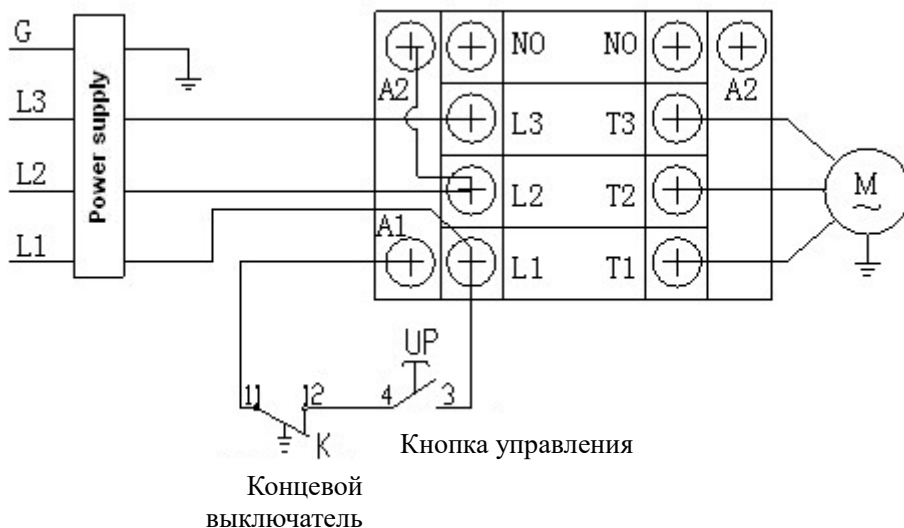 G
L3
L2
L1
Power supply
A2
NO
NO
A2
L3
T3
L2
T2
A1
L1
T1
M
~
UP
11
12
4
3
K
Кнопка управления
Концевой
выключатель